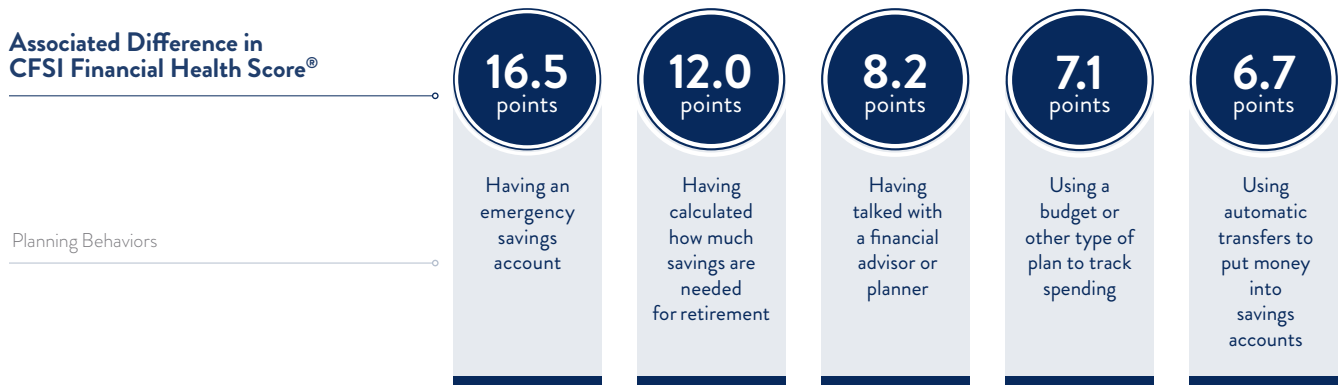 Associated Difference in
CFSI Financial Health Score®
16.5
points
12.0
points
8.2
points
7.1
points
6.7
points
Planning Behaviors
Having an
emergency
savings
account
Having
calculated
how much
savings are
needed
for retirement
Having
talked with
a financial
advisor or
planner
Using a
budget or
other type of
plan to track
spending
Using
automatic
transfers to
put money
into
savings
accounts